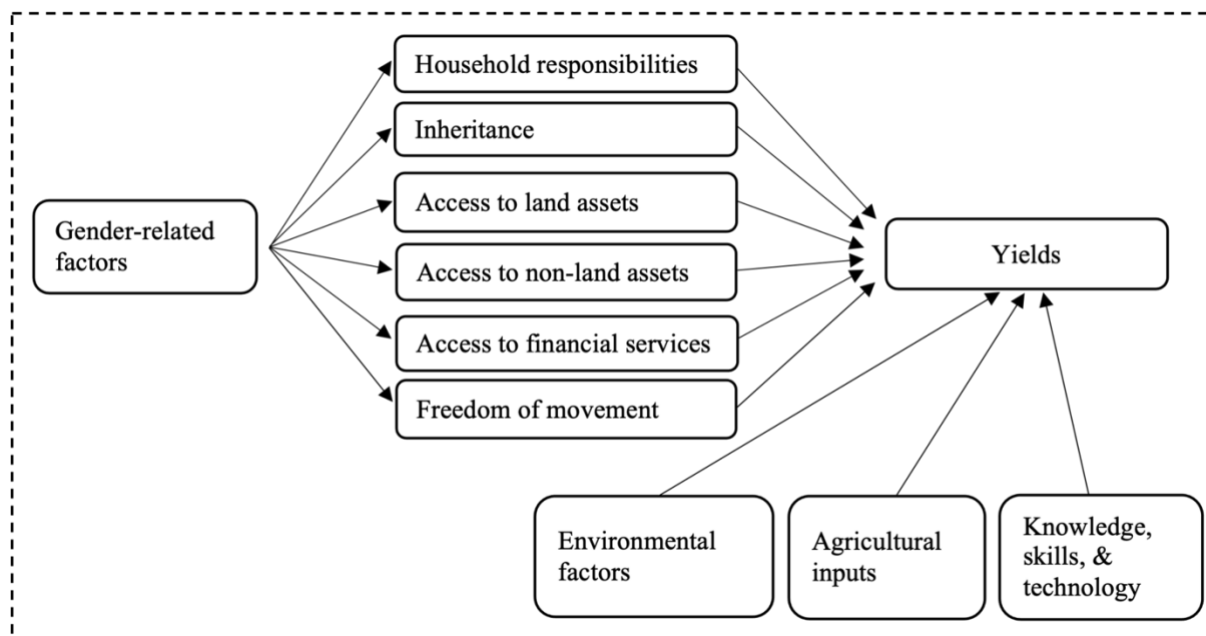 Household responsibilities
Inheritance
Access to land assets
Gender-related
factors
Yields
Access to non-land assets
Access to financial services
Freedom of movement
Environmental
factors
Agricultural
inputs
Knowledge,
skills, &
technology